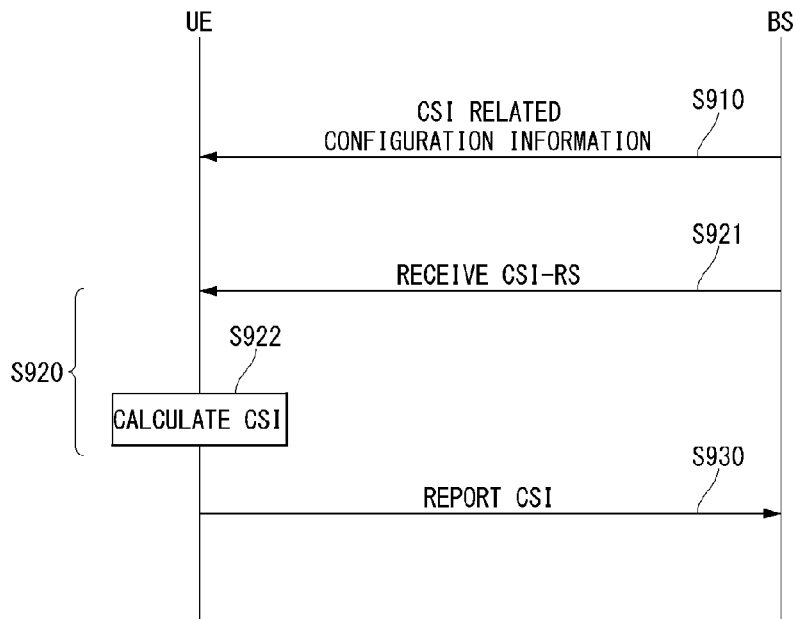 UE
BS
S910
CSI RELATED
CONFIGURATION INFORMATION
S921
RECEIVE CSI-RS
S922
S920
CALCULATE CSI
S930
REPORT CSI